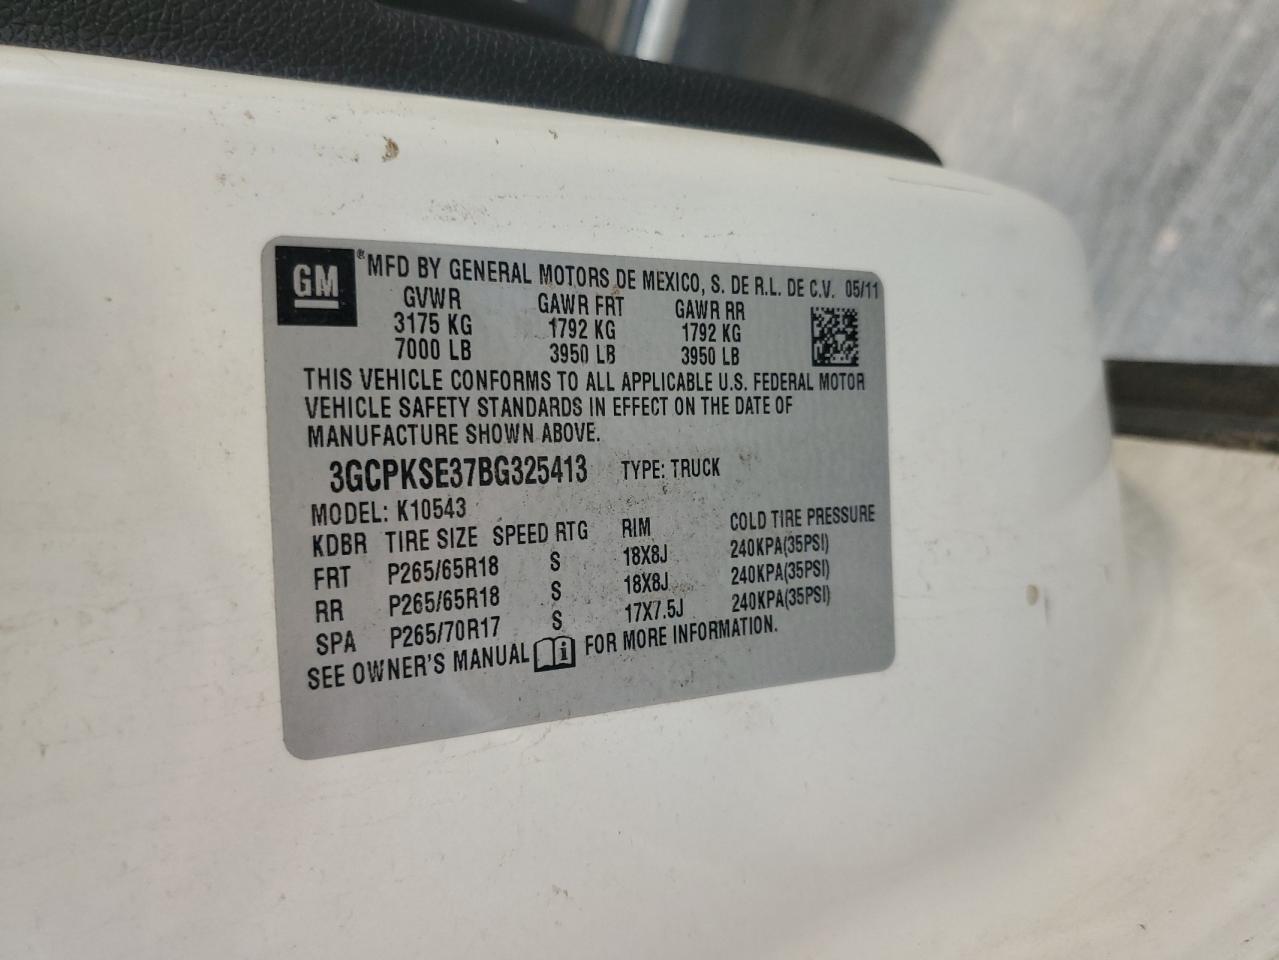 GM ® MFD BY GENERAL MOTORS DE MEXICO, S. DE R.L. DE C.V. 05/11
GVWR GAWR FRT GAWR RR
3175 KG 1792 KG 1792 KG
7000 LB 3950 LB 3950 LB
THIS VEHICLE CONFORMS TO ALL APPLICABLE U.S. FEDERAL MOTOR
VEHICLE SAFETY STANDARDS IN EFFECT ON THE DATE OF
MANUFACTURE SHOWN ABOVE.
3GCPKSE37BG325413 TYPE: TRUCK
MODEL: K10543
KDBR TIRE SIZE SPEED RTG RIM COLD TIRE PRESSURE
FRT P265/65R18 S 18X8J 240KPA(35PSI)
RR P265/65R18 S 18X8J 240KPA(35PSI)
SPA P265/70R17 S 17X7.5J 240KPA(35PSI)
SEE OWNER'S MANUAL i FOR MORE INFORMATION.